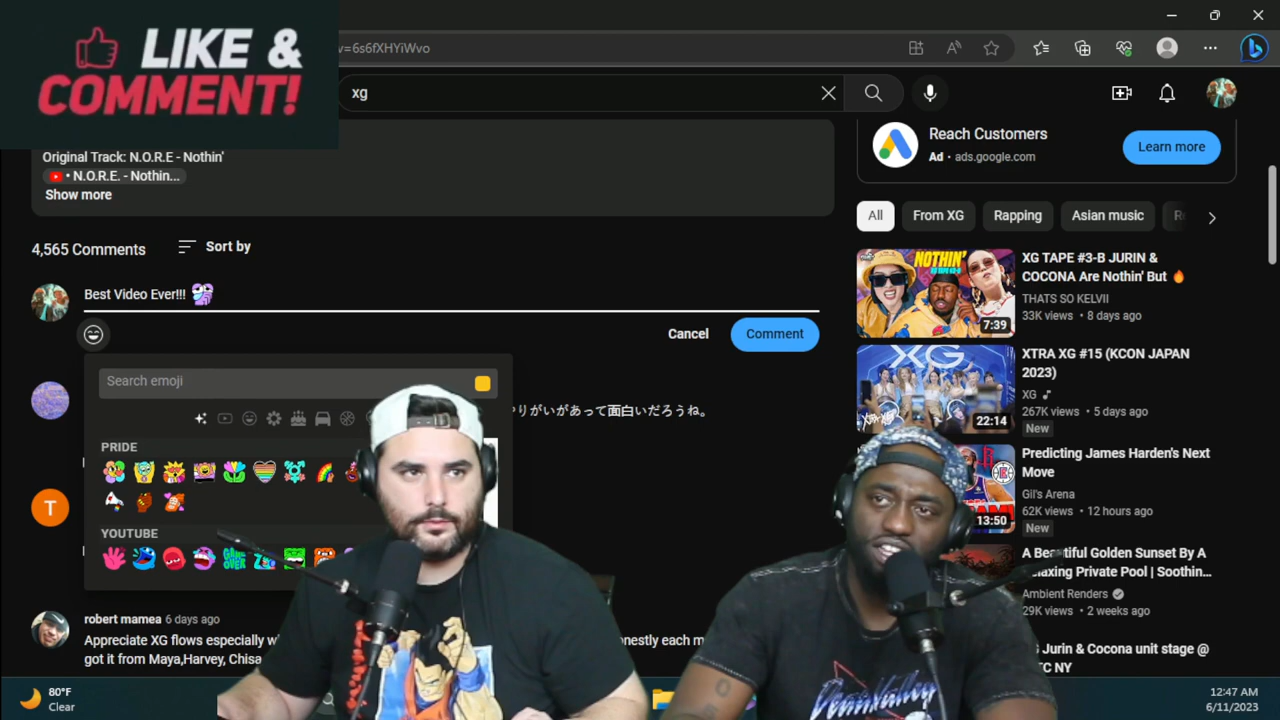 LIKE &
COMMENT!
v=6s6fXHYiWvo
xg
Original Track: N.O.R.E - Nothin'
• N.O.R.E. - Nothin...
Show more
4,565 Comments
Sort by
Best Video Ever!!!
Cancel
Comment
Search emoji
りがいがあって面白いだろうね。
PRIDE
YOUTUBE
GAME OVER
T
robert mamea 6 days ago
Appreciate XG flows especially
onestly each m
got it from Maya,Harvey, Chisa
Reach Customers
Ad • ads.google.com
Learn more
All
From XG
Rapping
Asian music
NOTHIN'
7:39
XG TAPE #3-B JURIN &
COCONA Are Nothin' But
THATS SO KELVII
33K views • 8 days ago
XG
22:14
XTRA XG #15 (KCON JAPAN
2023)
XG
267K views • 5 days ago
New
13:50
Predicting James Harden's Next
Move
Gil's Arena
62K views • 12 hours ago
New
A Beautiful Golden Sunset By A
Relaxing Private Pool | Soothin...
Ambient Renders
29K views • 2 weeks ago
Jurin & Cocona unit stage @
TC NY
80°F
Clear
12:47 AM
6/11/2023